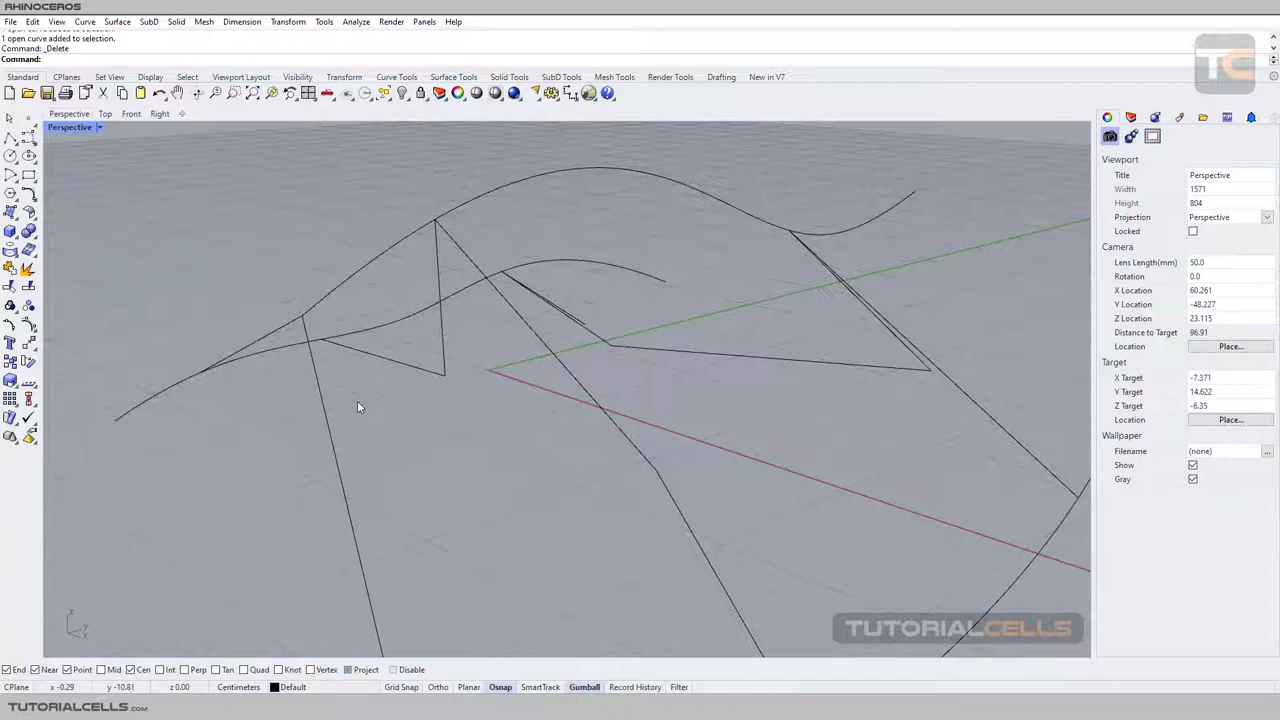 RHINOCEROS
File Edit View Curve Surface SubD Solid Mesh Dimension Transform Tools Analyze Render Panels Help
1 open curve added to selection.
Command: _Delete
Command:
TC
Standard CPlanes Set View Display Select Viewport Layout Visibility Transform Curve Tools Surface Tools Solid Tools SubD Tools Mesh Tools Render Tools Drafting New in V7
Perspective Top Front Right
Perspective
Viewport
Title Perspective
Width 1571
Height 804
Projection Perspective
Locked
Camera
Lens Length(mm) 50.0
Rotation 0.0
X Location 60.261
Y Location -48.227
Z Location 23.115
Distance to Target 96.91
Location Place...
Target
X Target -7.371
Y Target 14.622
Z Target -6.35
Location Place...
Wallpaper
Filename (none) ...
Show
Gray
z
y
x
TUTORIALCELLS
End Near Point Mid Cen Int Perp Tan Quad Knot Vertex Project Disable
CPlane x -0.29 y -10.81 z 0.00 Centimeters Default Grid Snap Ortho Planar Osnap SmartTrack Gumball Record History Filter
TUTORIALCELLS.com